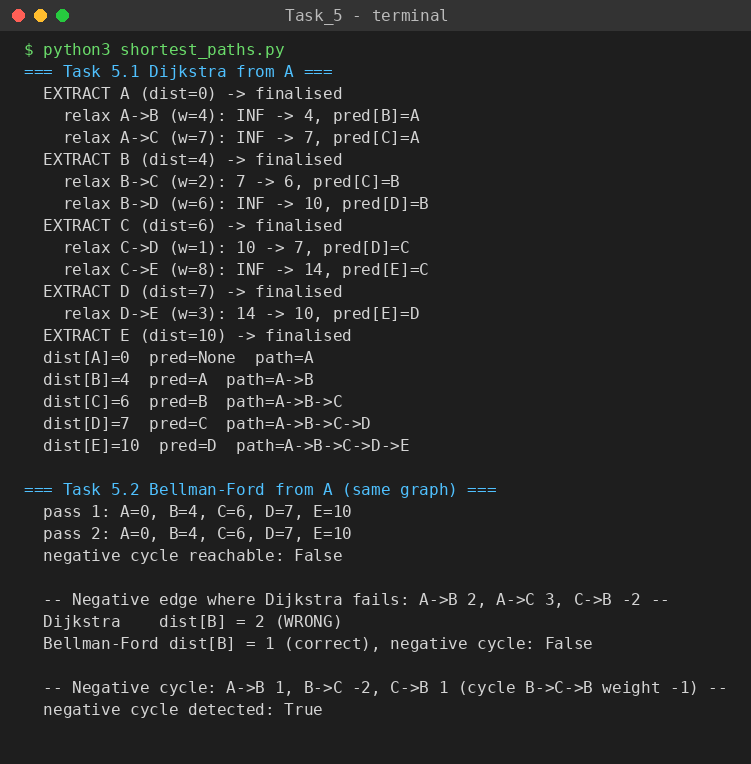 Task_5 - terminal
$ python3 shortest_paths.py
=== Task 5.1 Dijkstra from A ===
  EXTRACT A (dist=0) -> finalised
    relax A->B (w=4): INF -> 4, pred[B]=A
    relax A->C (w=7): INF -> 7, pred[C]=A
  EXTRACT B (dist=4) -> finalised
    relax B->C (w=2): 7 -> 6, pred[C]=B
    relax B->D (w=6): INF -> 10, pred[D]=B
  EXTRACT C (dist=6) -> finalised
    relax C->D (w=1): 10 -> 7, pred[D]=C
    relax C->E (w=8): INF -> 14, pred[E]=C
  EXTRACT D (dist=7) -> finalised
    relax D->E (w=3): 14 -> 10, pred[E]=D
  EXTRACT E (dist=10) -> finalised
  dist[A]=0  pred=None  path=A
  dist[B]=4  pred=A  path=A->B
  dist[C]=6  pred=B  path=A->B->C
  dist[D]=7  pred=C  path=A->B->C->D
  dist[E]=10  pred=D  path=A->B->C->D->E
=== Task 5.2 Bellman-Ford from A (same graph) ===
  pass 1: A=0, B=4, C=6, D=7, E=10
  pass 2: A=0, B=4, C=6, D=7, E=10
  negative cycle reachable: False
  -- Negative edge where Dijkstra fails: A->B 2, A->C 3, C->B -2 --
  Dijkstra    dist[B] = 2 (WRONG)
  Bellman-Ford dist[B] = 1 (correct), negative cycle: False
  -- Negative cycle: A->B 1, B->C -2, C->B 1 (cycle B->C->B weight -1) --
  negative cycle detected: True